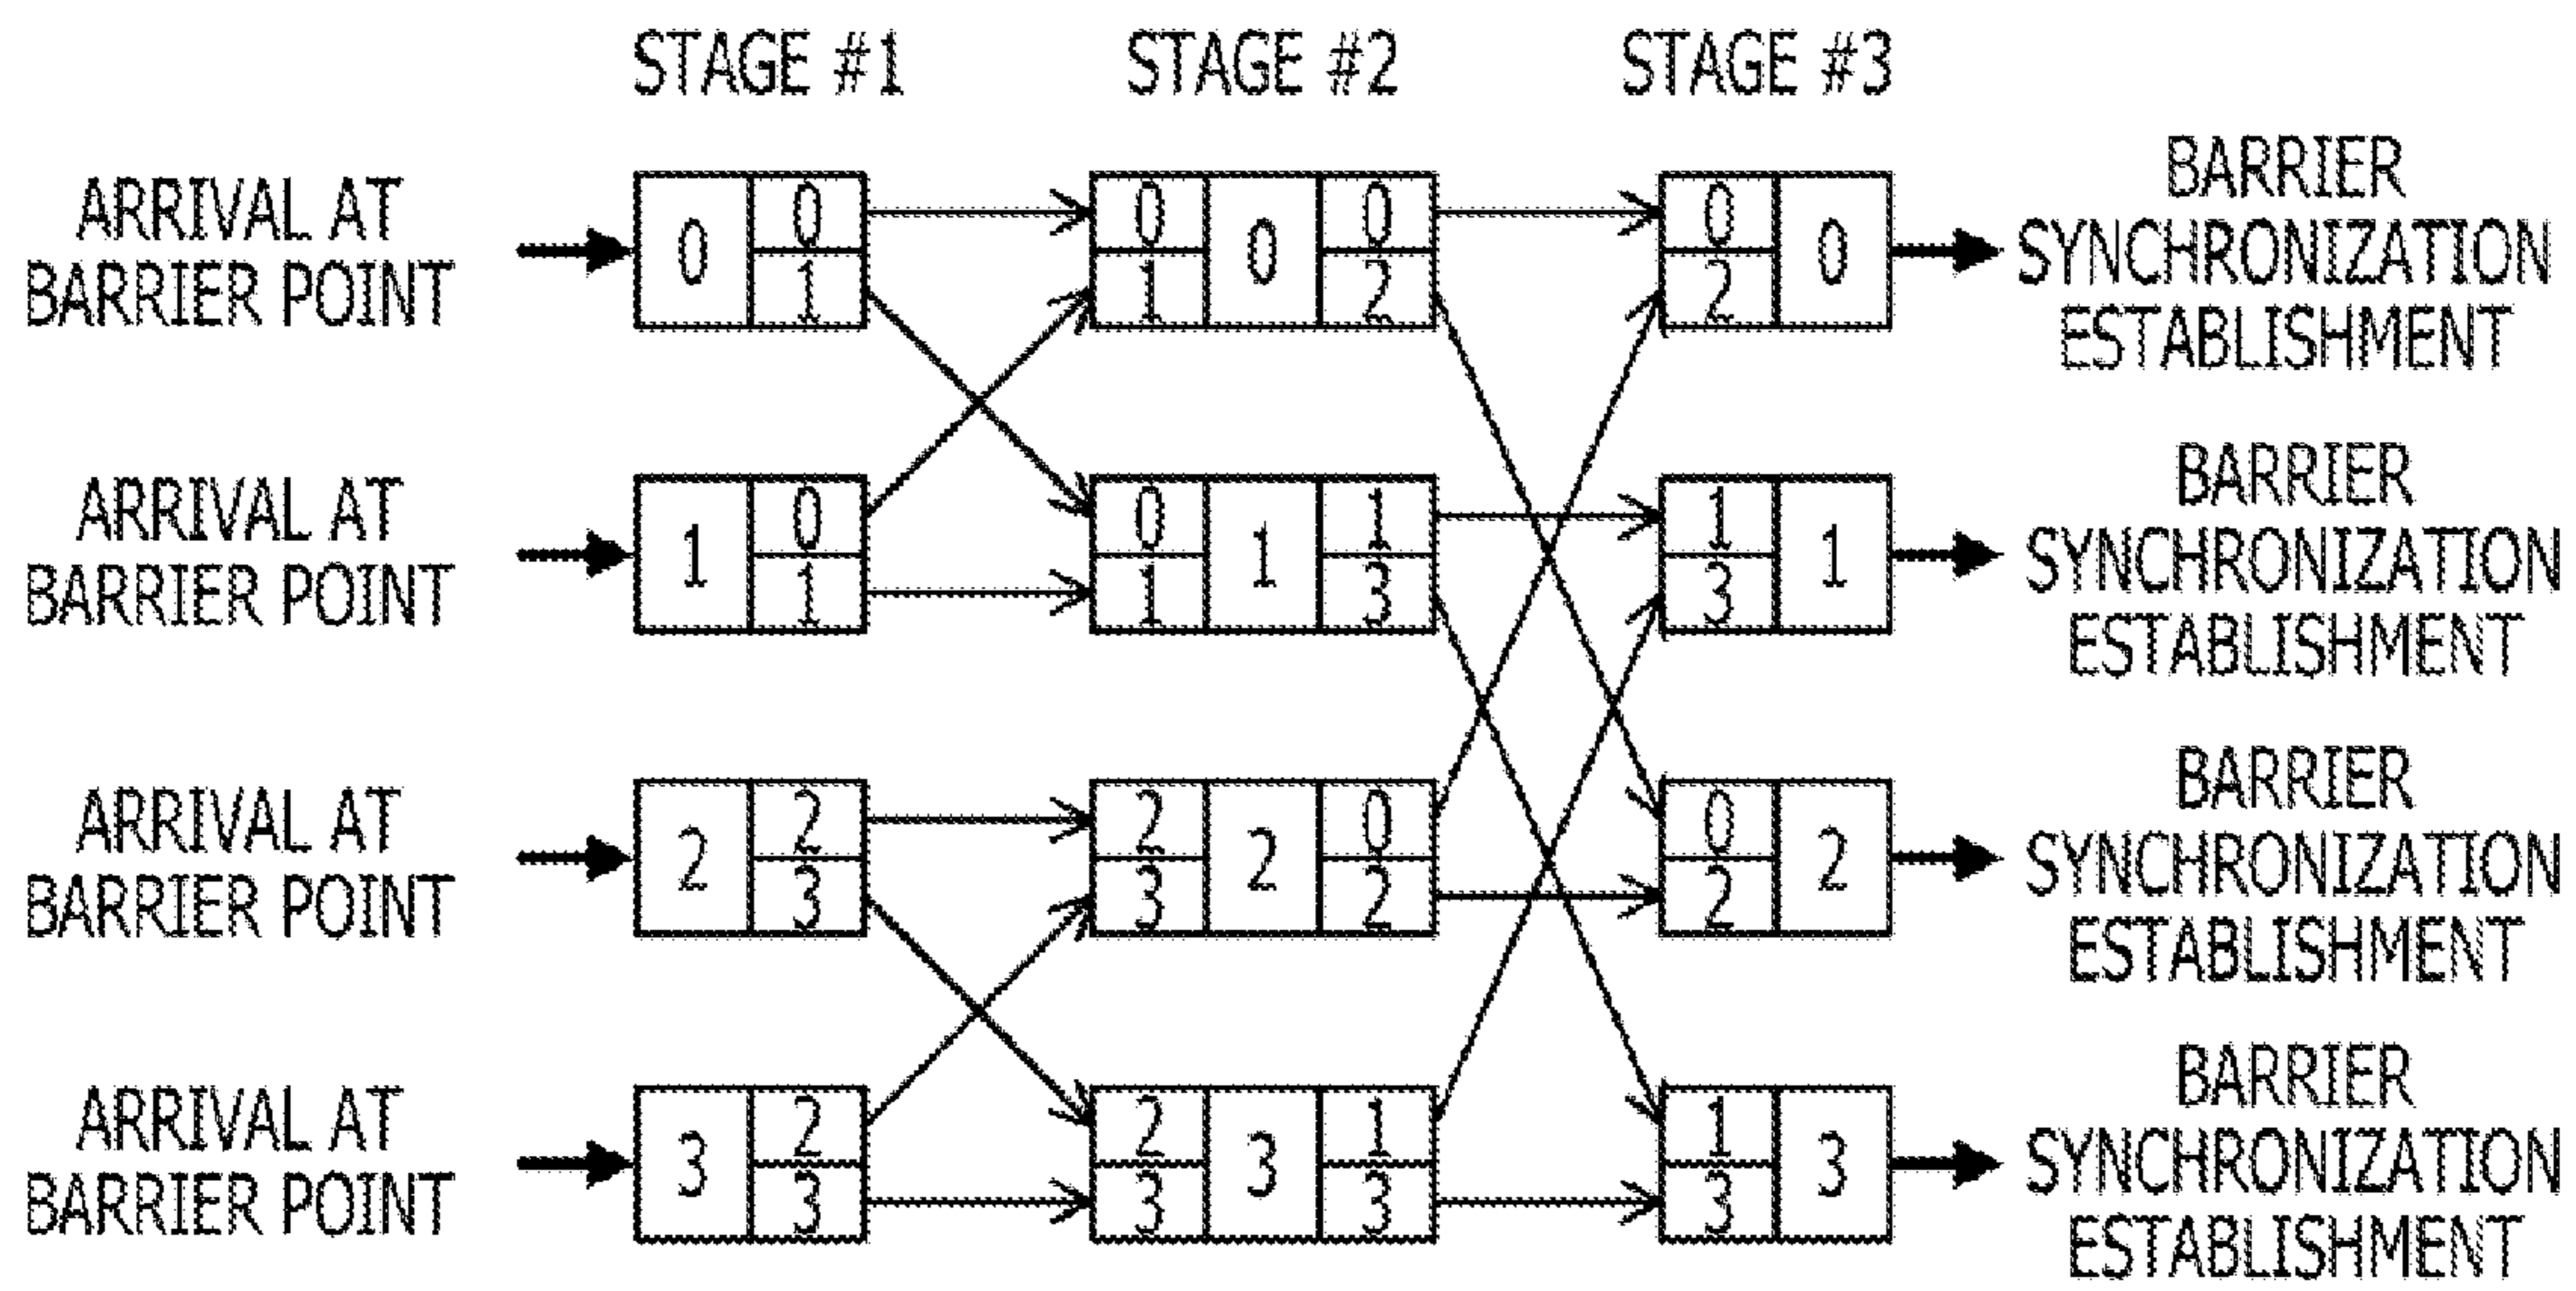 STAGE #1 STAGE #2 STAGE #3
ARRIVAL AT
BARRIER POINT
0 0 1
0 1 0 0 2
0 2 0
BARRIER
SYNCHRONIZATION
ESTABLISHMENT
ARRIVAL AT
BARRIER POINT
1 0 1
0 1 1 1 3
1 3 1
BARRIER
SYNCHRONIZATION
ESTABLISHMENT
ARRIVAL AT
BARRIER POINT
2 2 3
2 3 2 0 2
0 2 2
BARRIER
SYNCHRONIZATION
ESTABLISHMENT
ARRIVAL AT
BARRIER POINT
3 2 3
2 3 3 1 3
1 3 3
BARRIER
SYNCHRONIZATION
ESTABLISHMENT